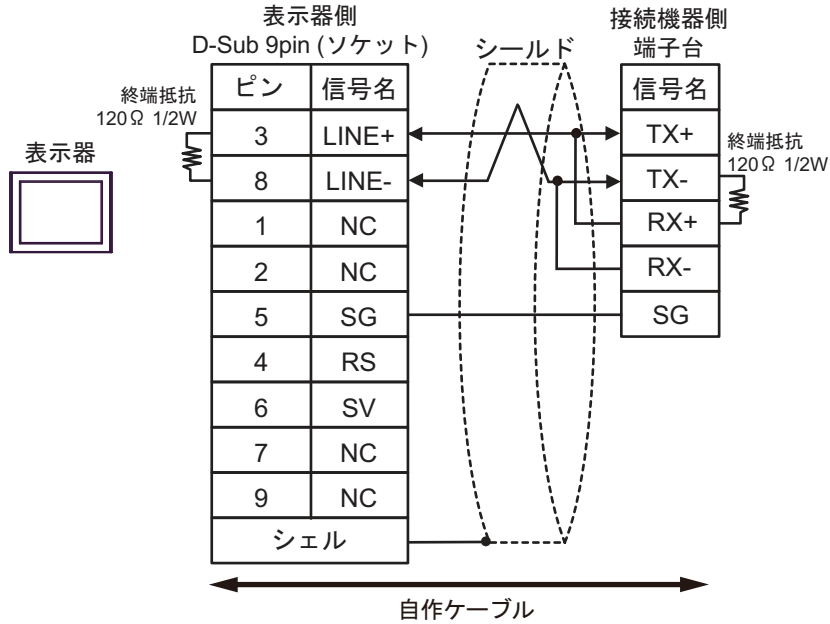 表示器側
D-Sub 9pin (ソケット)
シールド
接続機器側
端子台
ピン 信号名
信号名
終端抵抗
120Ω 1/2W
3 LINE+
TX+
終端抵抗
120Ω 1/2W
表示器
8 LINE-
TX-
1 NC
RX+
2 NC
RX-
5 SG
SG
4 RS
6 SV
7 NC
9 NC
シェル
自作ケーブル